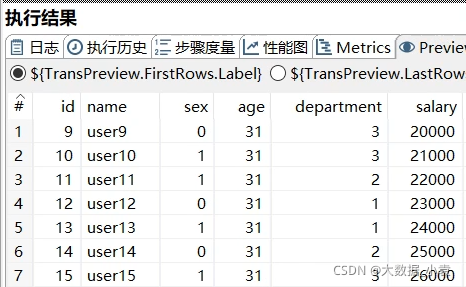 执行结果
日志 执行历史 步骤度量 性能图 Metrics Preview
${TransPreview.FirstRows.Label} ${TransPreview.LastRow
# id name sex age department salary
1 9 user9 0 31 3 20000
2 10 user10 1 31 3 21000
3 11 user11 1 31 2 22000
4 12 user12 0 31 1 23000
5 13 user13 1 31 1 24000
6 14 user14 0 31 2 25000
7 15 user15 1 31 3 26000
CSDN @大数据_小袁